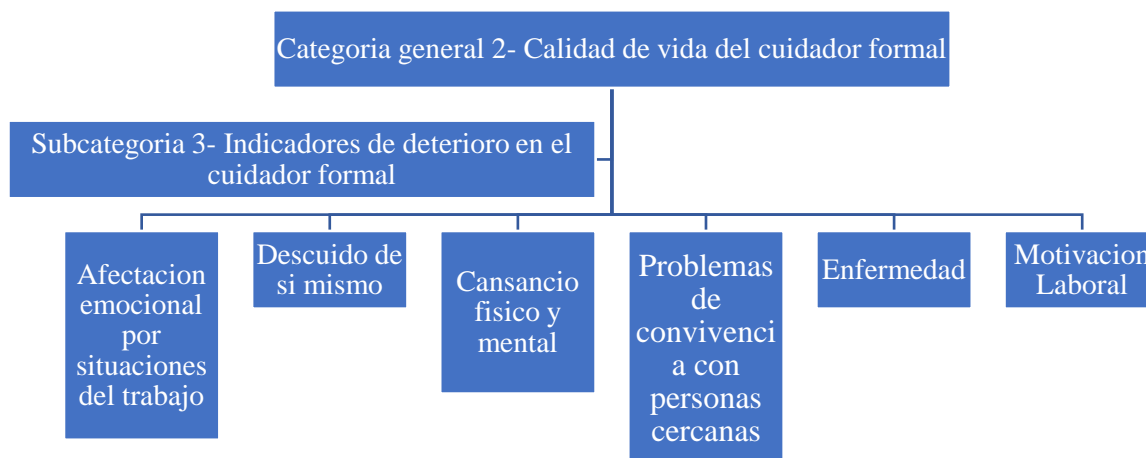 Categoria general 2- Calidad de vida del cuidador formal
Subcategoria 3- Indicadores de deterioro en el
cuidador formal
Afectacion
emocional
por
situaciones
del trabajo
Descuido de
si mismo
Cansancio
fisico y
mental
Problemas
de
convivenci
a con
personas
cercanas
Enfermedad
Motivacion
Laboral